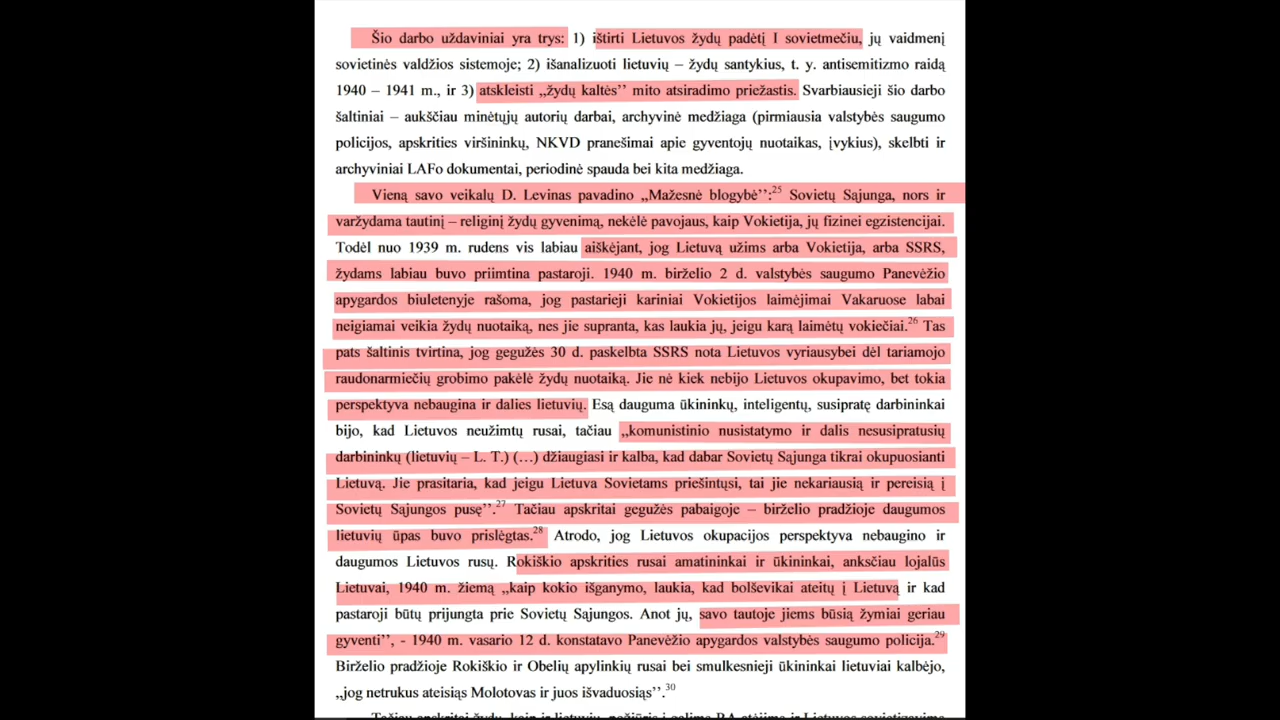 Šio darbo uždaviniai yra trys: 1) ištirti Lietuvos žydų padėtį I sovietmečiu, jų vaidmenį
sovietinės valdžios sistemoje; 2) išanalizuoti lietuvių – žydų santykius, t. y. antisemitizmo raidą
1940 – 1941 m., ir 3) atskleisti „žydų kaltės’’ mito atsiradimo priežastis. Svarbiausieji šio darbo
šaltiniai – aukščiau minėtųjų autorių darbai, archyvinė medžiaga (pirmiausia valstybės saugumo
policijos, apskrities viršininkų, NKVD pranešimai apie gyventojų nuotaikas, įvykius), skelbti ir
archyviniai LAFo dokumentai, periodinė spauda bei kita medžiaga.
Vieną savo veikalų D. Levinas pavadino „Mažesnė blogybė’’:25 Sovietų Sąjunga, nors ir
varžydama tautinį – religinį žydų gyvenimą, nekėlė pavojaus, kaip Vokietija, jų fizinei egzistencijai.
Todėl nuo 1939 m. rudens vis labiau aiškėjant, jog Lietuvą užims arba Vokietija, arba SSRS,
žydams labiau buvo priimtina pastaroji. 1940 m. birželio 2 d. valstybės saugumo Panevėžio
apygardos biuletenyje rašoma, jog pastarieji kariniai Vokietijos laimėjimai Vakaruose labai
neigiamai veikia žydų nuotaiką, nes jie supranta, kas laukia jų, jeigu karą laimėtų vokiečiai.26 Tas
pats šaltinis tvirtina, jog gegužės 30 d. paskelbta SSRS nota Lietuvos vyriausybei dėl tariamojo
raudonarmiečių grobimo pakėlė žydų nuotaiką. Jie nė kiek nebijo Lietuvos okupavimo, bet tokia
perspektyva nebaugina ir dalies lietuvių. Esą dauguma ūkininkų, inteligentų, susipratę darbininkai
bijo, kad Lietuvos neužimtų rusai, tačiau „komunistinio nusistatymo ir dalis nesusipratusių
darbininkų (lietuvių – L. T.) (…) džiaugiasi ir kalba, kad dabar Sovietų Sąjunga tikrai okupuosianti
Lietuvą. Jie prasitaria, kad jeigu Lietuva Sovietams priešintųsi, tai jie nekariausią ir pereisią į
Sovietų Sąjungos pusę’’.27 Tačiau apskritai gegužės pabaigoje – birželio pradžioje daugumos
lietuvių ūpas buvo prislėgtas.28 Atrodo, jog Lietuvos okupacijos perspektyva nebaugino ir
daugumos Lietuvos rusų. Rokiškio apskrities rusai amatininkai ir ūkininkai, anksčiau lojalūs
Lietuvai, 1940 m. žiemą „kaip kokio išganymo, laukia, kad bolševikai ateitų į Lietuvą ir kad
pastaroji būtų prijungta prie Sovietų Sąjungos. Anot jų, savo tautoje jiems būsią žymiai geriau
gyventi’’, - 1940 m. vasario 12 d. konstatavo Panevėžio apygardos valstybės saugumo policija.29
Birželio pradžioje Rokiškio ir Obelių apylinkių rusai bei smulkesnieji ūkininkai lietuviai kalbėjo,
„jog netrukus ateisiąs Molotovas ir juos išvaduosiąs’’.30